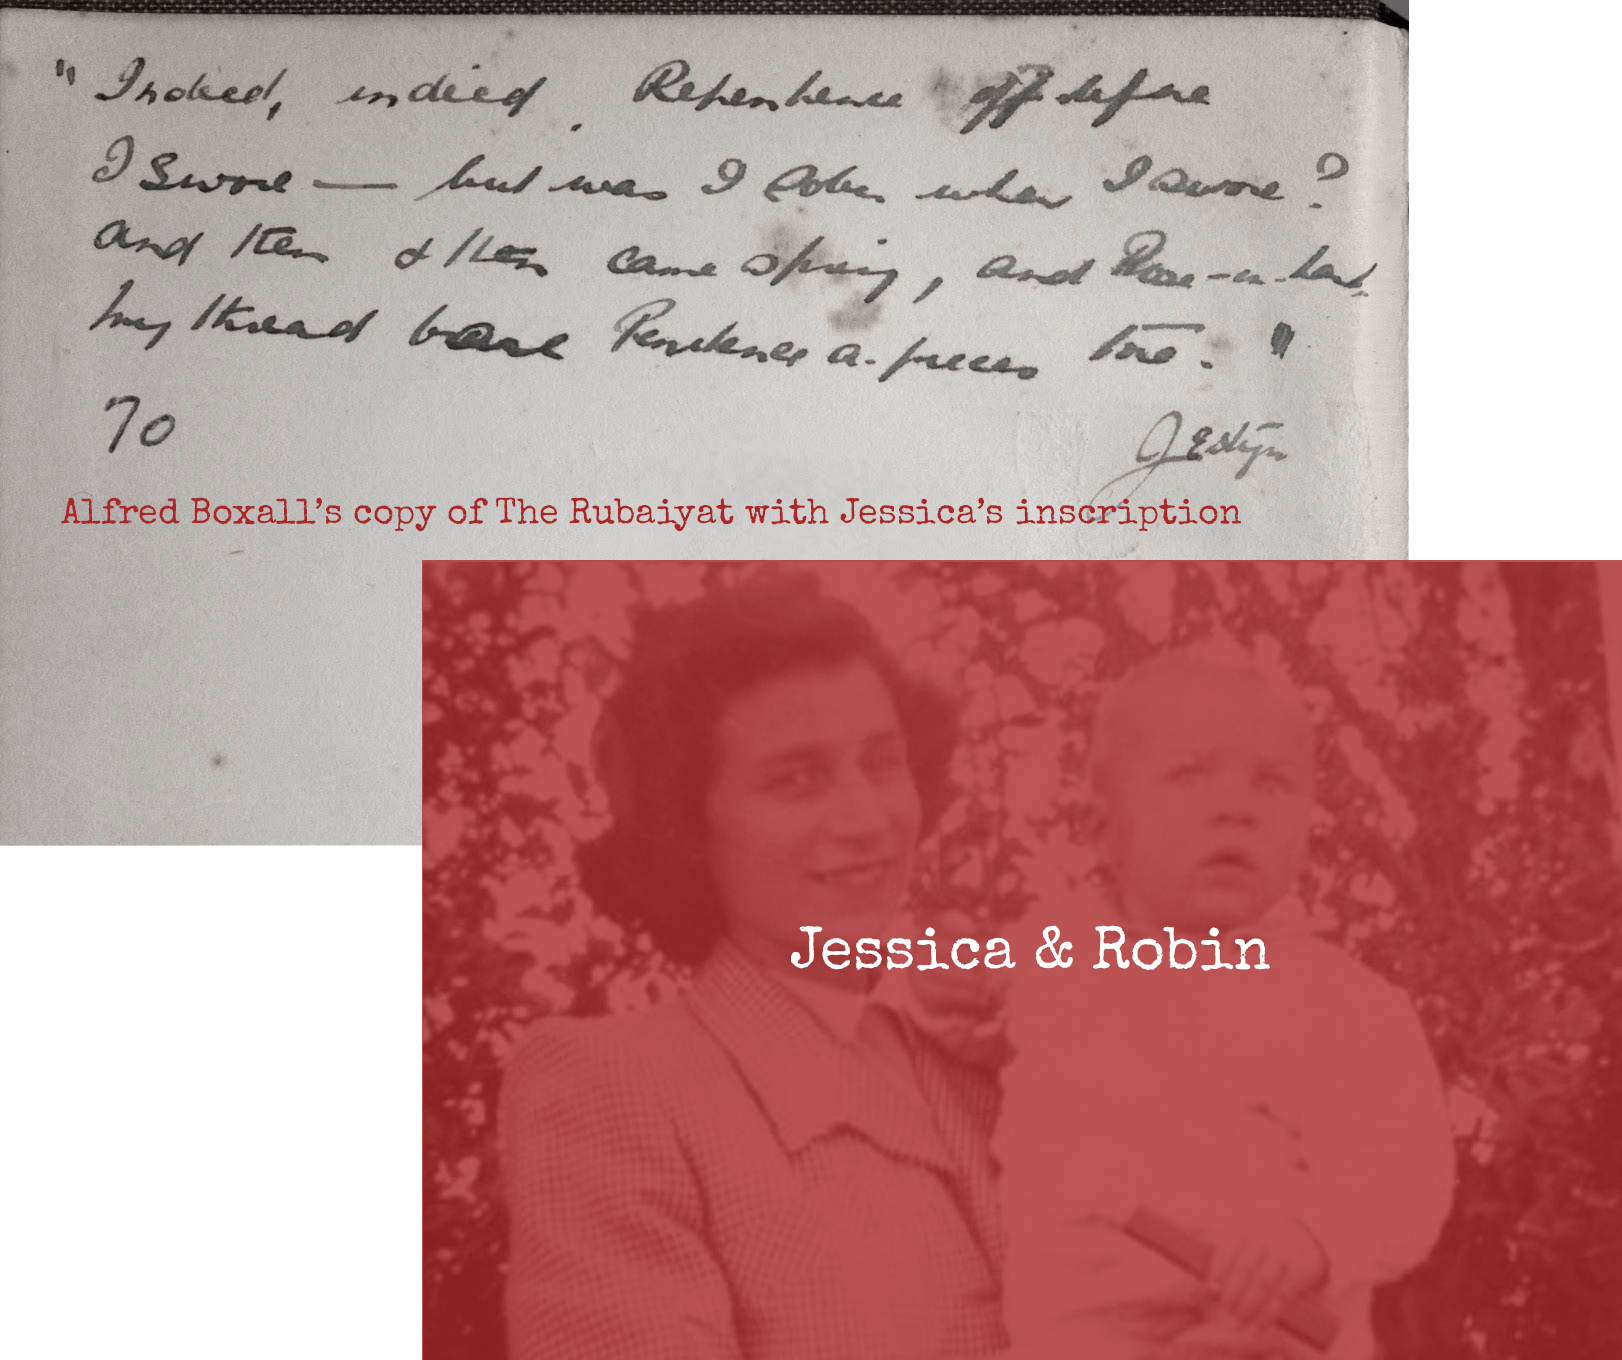 "Indeed, indeed. Repentance oft before
I swore — but was I sober when I swore?
and then & then came spring, and Rose-in-hand.
my thread bare Penitence a-pieces tore."
70
JEstyn
Alfred Boxall’s copy of The Rubaiyat with Jessica’s inscription
Jessica & Robin